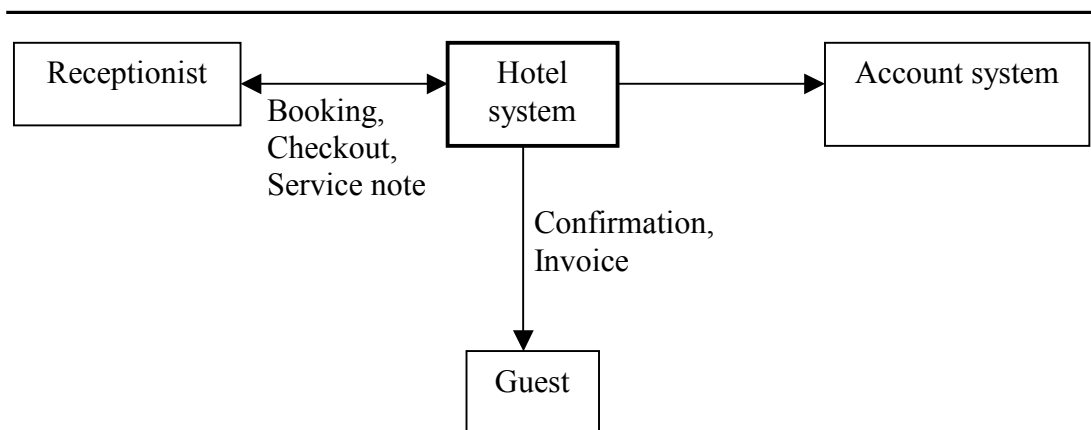 Receptionist
Hotel
system
Account system
Booking,
Checkout,
Service note
Confirmation,
Invoice
Guest